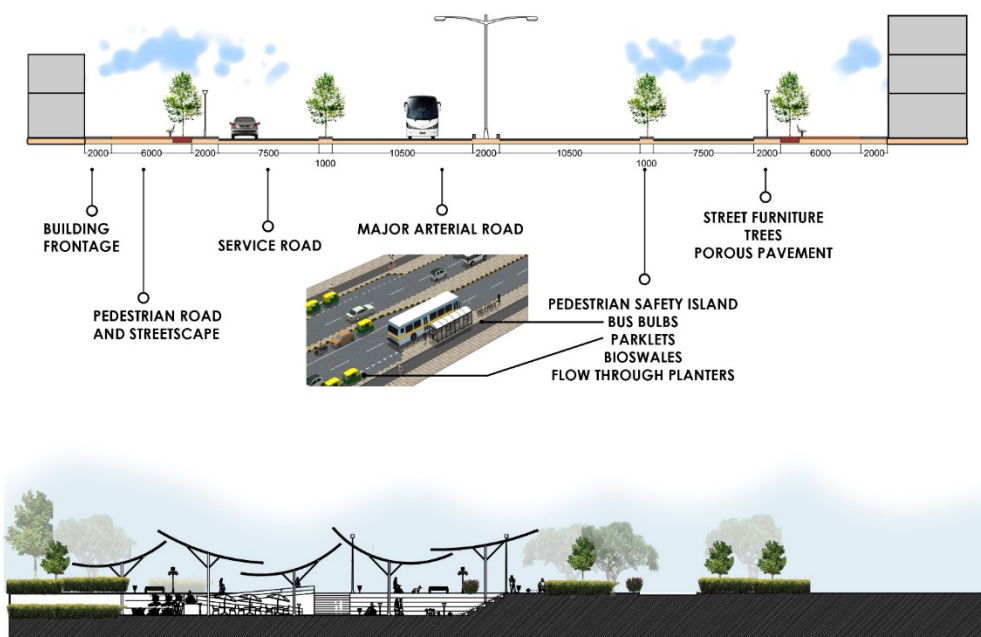 2000 6000 2000 7500 10500 2000 10500 7500 2000 6000 2000
1000 1000
BUILDING
FRONTAGE
SERVICE ROAD
MAJOR ARTERIAL ROAD
STREET FURNITURE
TREES
POROUS PAVEMENT
PEDESTRIAN ROAD
AND STREETSCAPE
PEDESTRIAN SAFETY ISLAND
BUS BULBS
PARKLETS
BIOSWALES
FLOW THROUGH PLANTERS